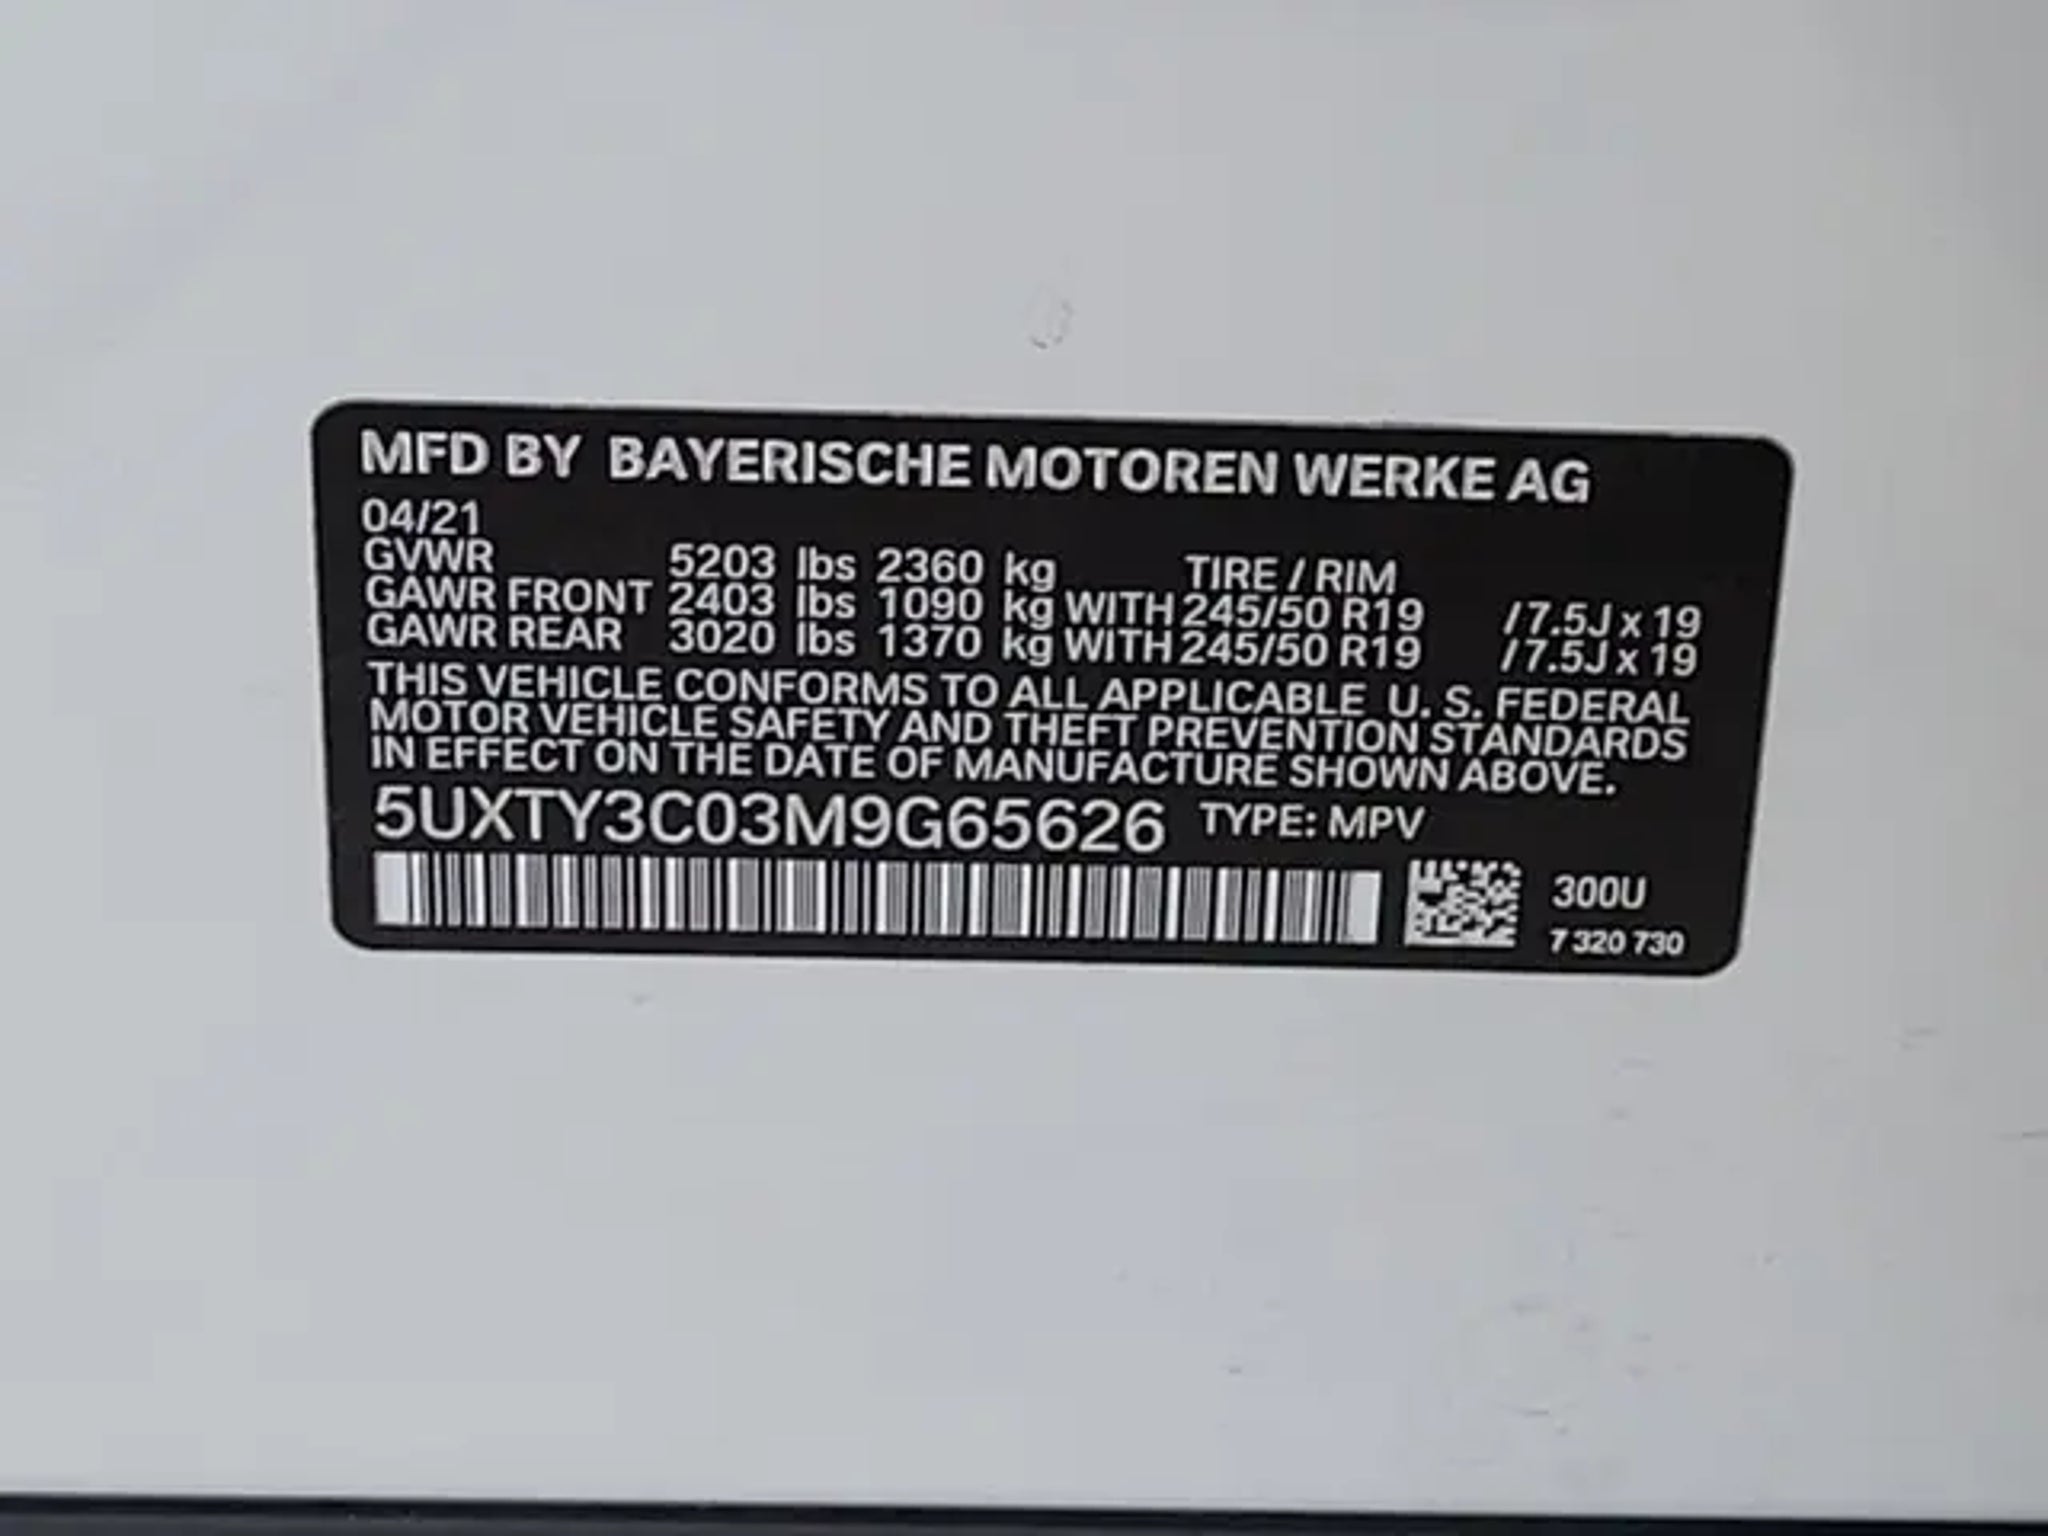 MFD BY BAYERISCHE MOTOREN WERKE AG
04/21
GVWR 5203 lbs 2360 kg TIRE / RIM
GAWR FRONT 2403 lbs 1090 kg WITH 245/50 R19 / 7.5J x 19
GAWR REAR 3020 lbs 1370 kg WITH 245/50 R19 / 7.5J x 19
THIS VEHICLE CONFORMS TO ALL APPLICABLE U. S. FEDERAL
MOTOR VEHICLE SAFETY AND THEFT PREVENTION STANDARDS
IN EFFECT ON THE DATE OF MANUFACTURE SHOWN ABOVE.
5UXTY3C03M9G65626 TYPE: MPV
300U
7 320 730